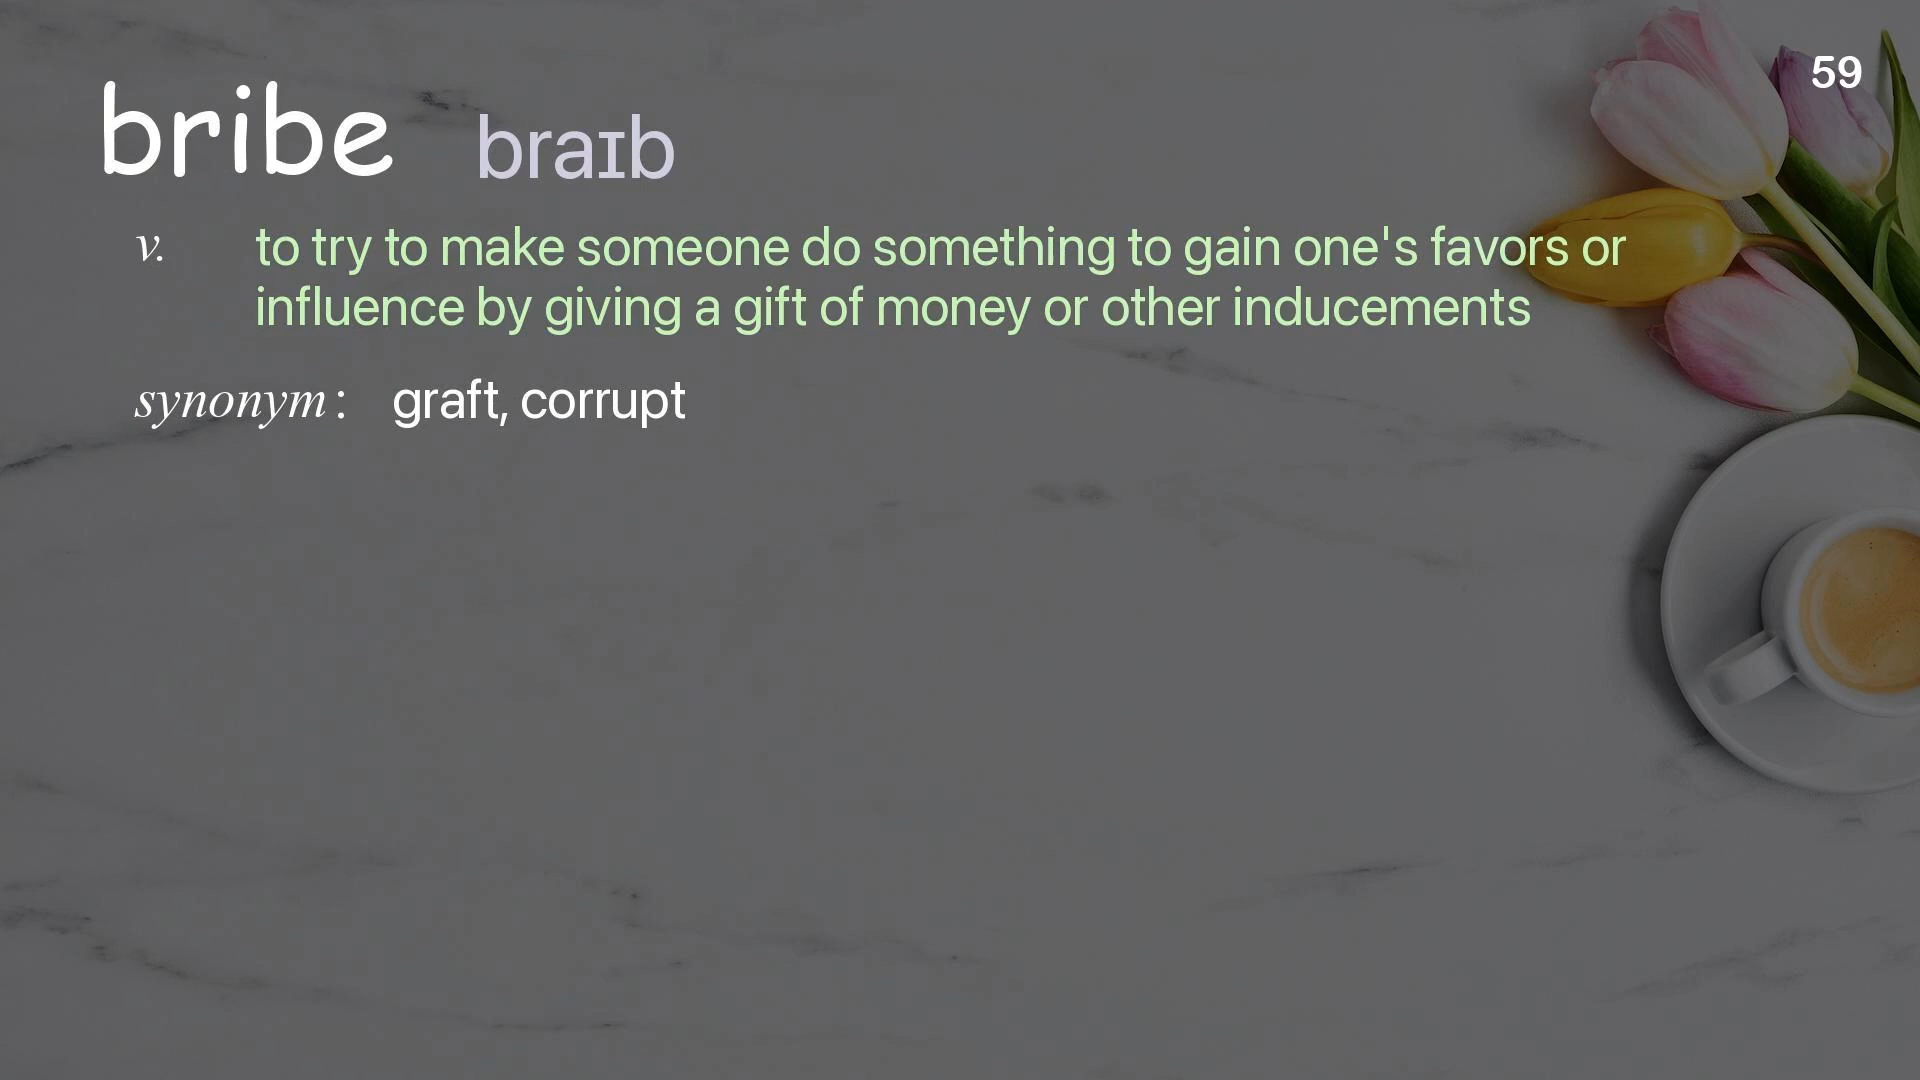 59
bribe braɪb
v. to try to make someone do something to gain one's favors or
influence by giving a gift of money or other inducements
synonym : graft, corrupt